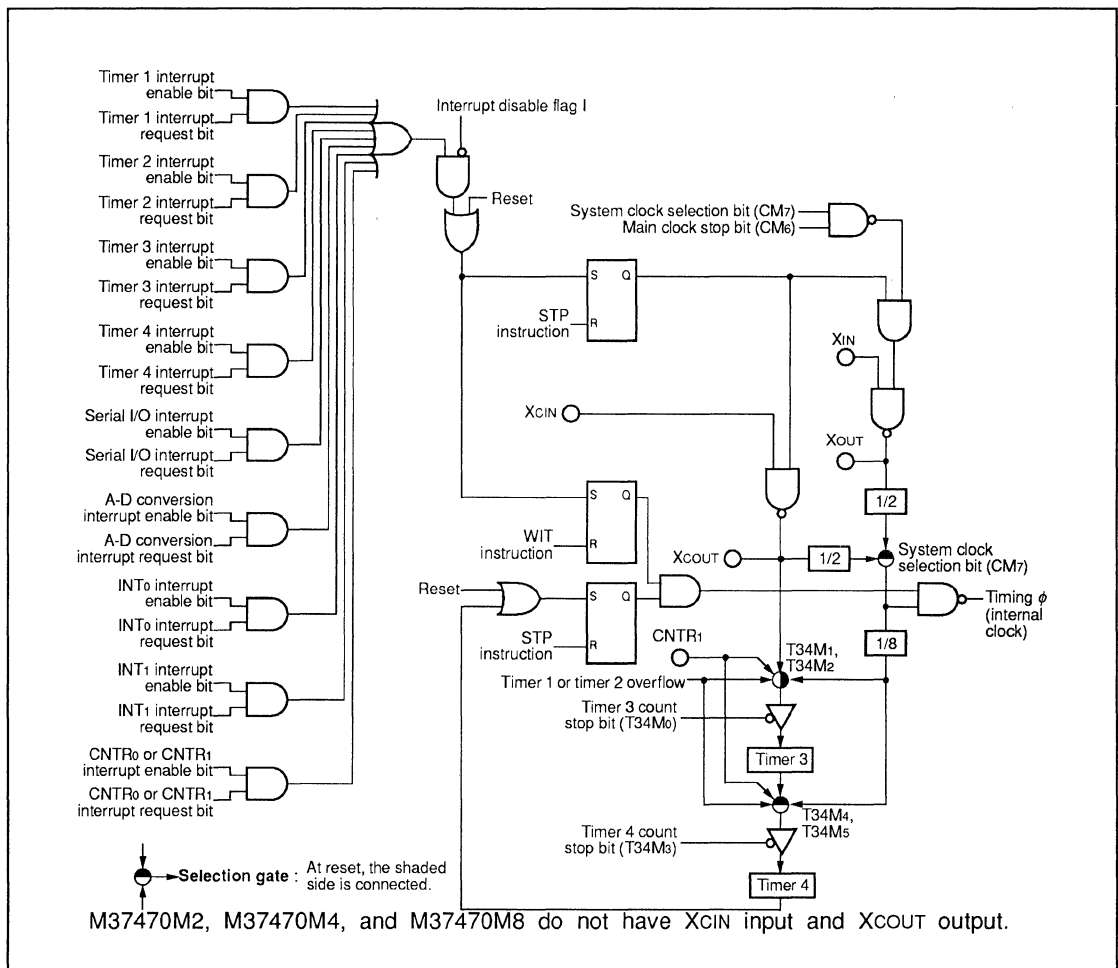 Timer 1 interrupt
enable bit
Timer 1 interrupt
request bit
Timer 2 interrupt
enable bit
Timer 2 interrupt
request bit
Timer 3 interrupt
enable bit
Timer 3 interrupt
request bit
Timer 4 interrupt
enable bit
Timer 4 interrupt
request bit
Serial I/O interrupt
enable bit
Serial I/O interrupt
request bit
A-D conversion
interrupt enable bit
A-D conversion
interrupt request bit
INT0 interrupt
enable bit
INT0 interrupt
request bit
INT1 interrupt
enable bit
INT1 interrupt
request bit
CNTR0 or CNTR1
interrupt enable bit
CNTR0 or CNTR1
interrupt request bit
Interrupt disable flag I
Reset
System clock selection bit (CM7)
Main clock stop bit (CM6)
S Q
STP
instruction
R
XIN
XCIN
XOUT
1/2
S Q
WIT
instruction
R
XCOUT
1/2
System clock
selection bit (CM7)
Reset
S Q
STP
instruction
R
Timing ϕ
(internal
clock)
CNTR1
1/8
T34M1,
T34M2
Timer 1 or timer 2 overflow
Timer 3 count
stop bit (T34M0)
Timer 3
T34M4,
T34M5
Timer 4 count
stop bit (T34M3)
Timer 4
Selection gate : At reset, the shaded
side is connected.
M37470M2, M37470M4, and M37470M8 do not have XCIN input and XCOUT output.